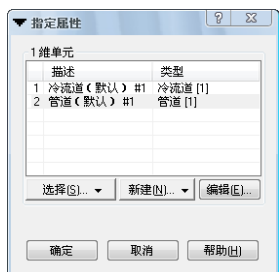 指定属性
1 维单元
描述 类型
1 冷流道（默认） #1 冷流道 [1]
2 管道（默认） #1 管道 [1]
选择(S)... 新建(N)... 编辑(E)...
确定 取消 帮助(H)